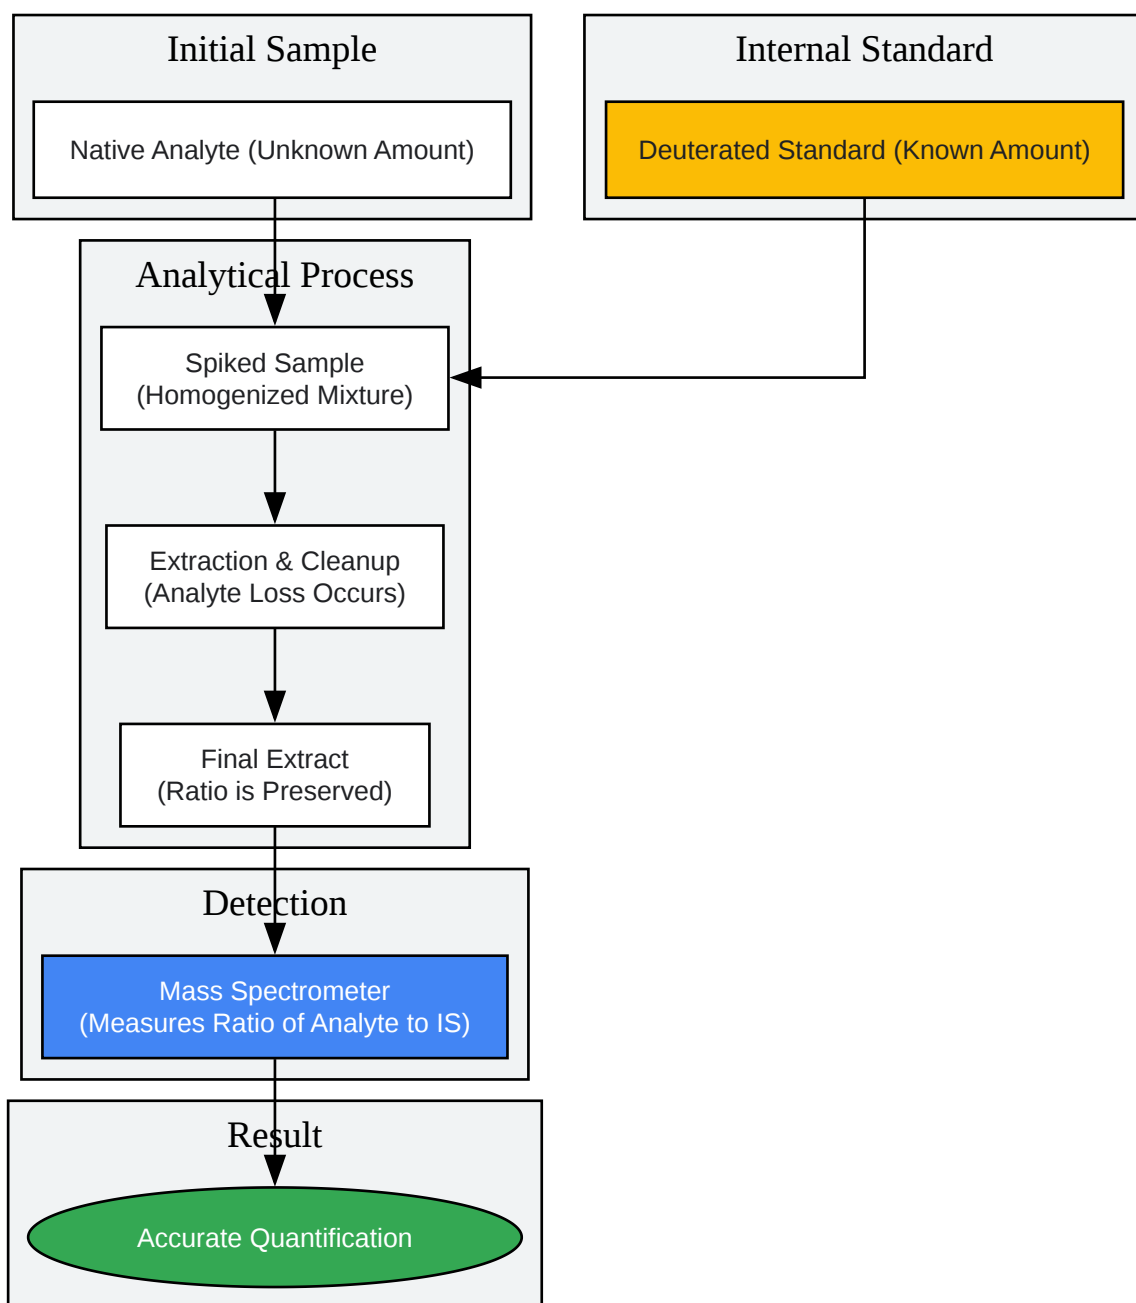 Initial Sample
Native Analyte (Unknown Amount)
Internal Standard
Deuterated Standard (Known Amount)
Analytical Process
Spiked Sample
(Homogenized Mixture)
Extraction & Cleanup
(Analyte Loss Occurs)
Final Extract
(Ratio is Preserved)
Detection
Mass Spectrometer
(Measures Ratio of Analyte to IS)
Result
Accurate Quantification